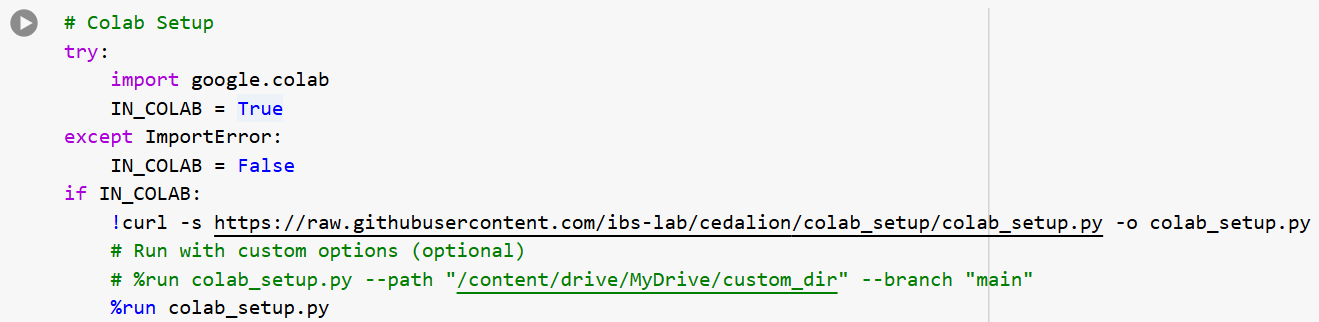 # Colab Setup
try:
    import google.colab
    IN_COLAB = True
except ImportError:
    IN_COLAB = False
if IN_COLAB:
    !curl -s https://raw.githubusercontent.com/ibs-lab/cedalion/colab_setup/colab_setup.py -o colab_setup.py
    # Run with custom options (optional)
    # %run colab_setup.py --path "/content/drive/MyDrive/custom_dir" --branch "main"
    %run colab_setup.py